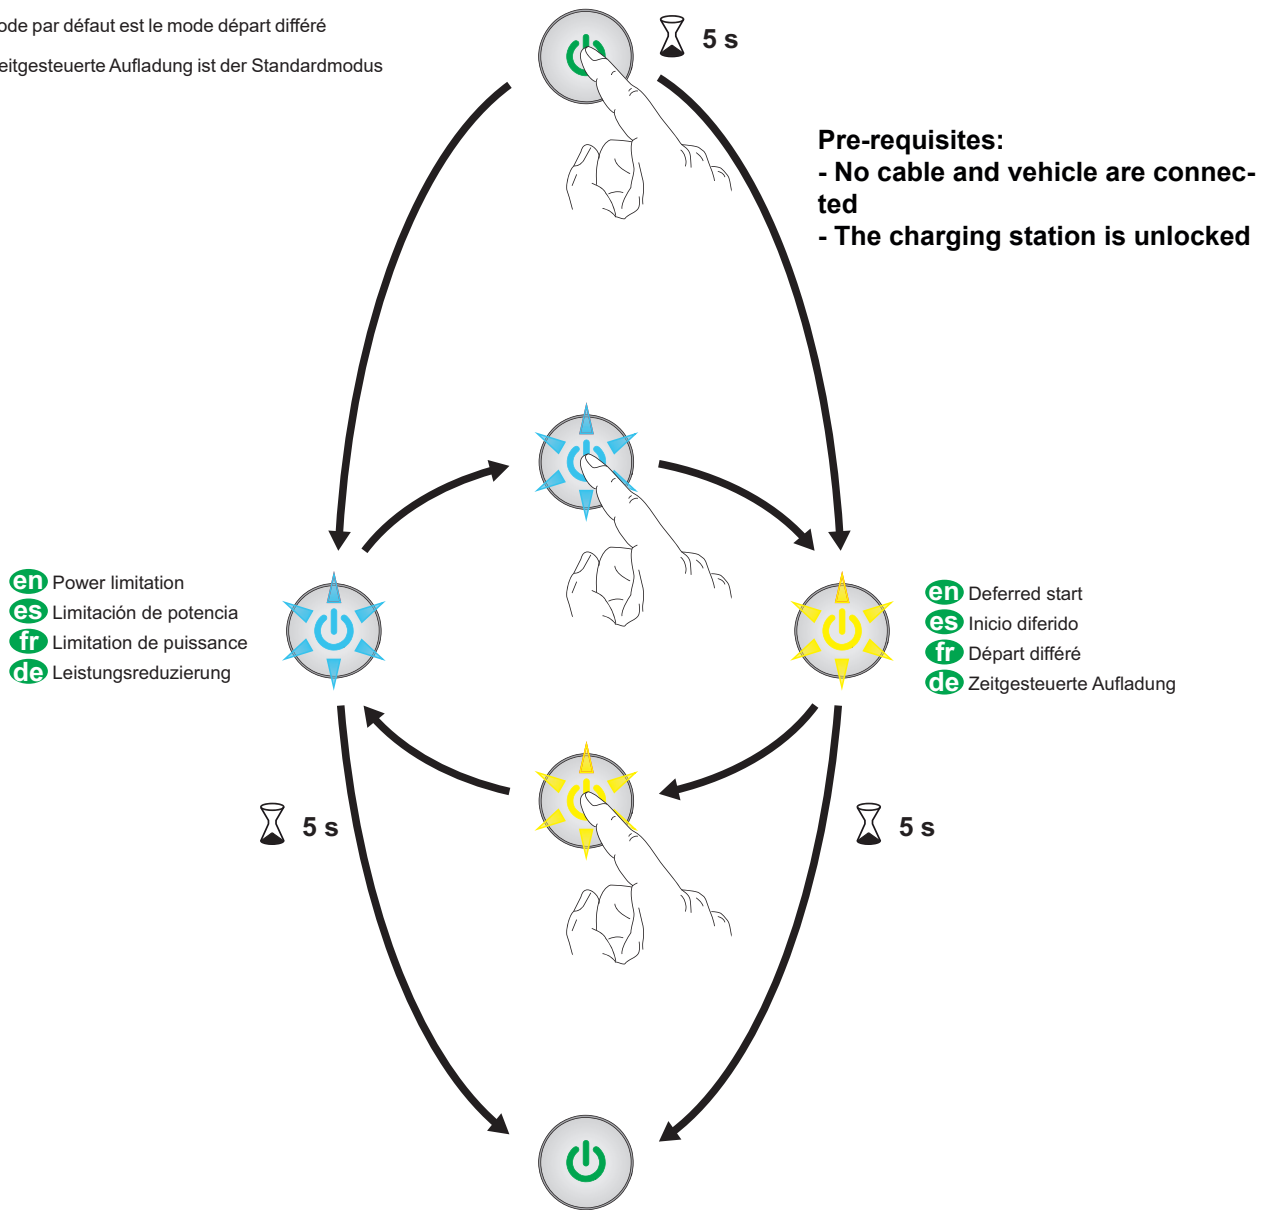 ode par défaut est le mode départ différé
eitgesteuerte Aufladung ist der Standardmodus
5 s
Pre-requisites:
- No cable and vehicle are connec-
ted
- The charging station is unlocked
en Power limitation
es Limitación de potencia
fr Limitation de puissance
de Leistungsreduzierung
en Deferred start
es Inicio diferido
fr Départ différé
de Zeitgesteuerte Aufladung
5 s
5 s